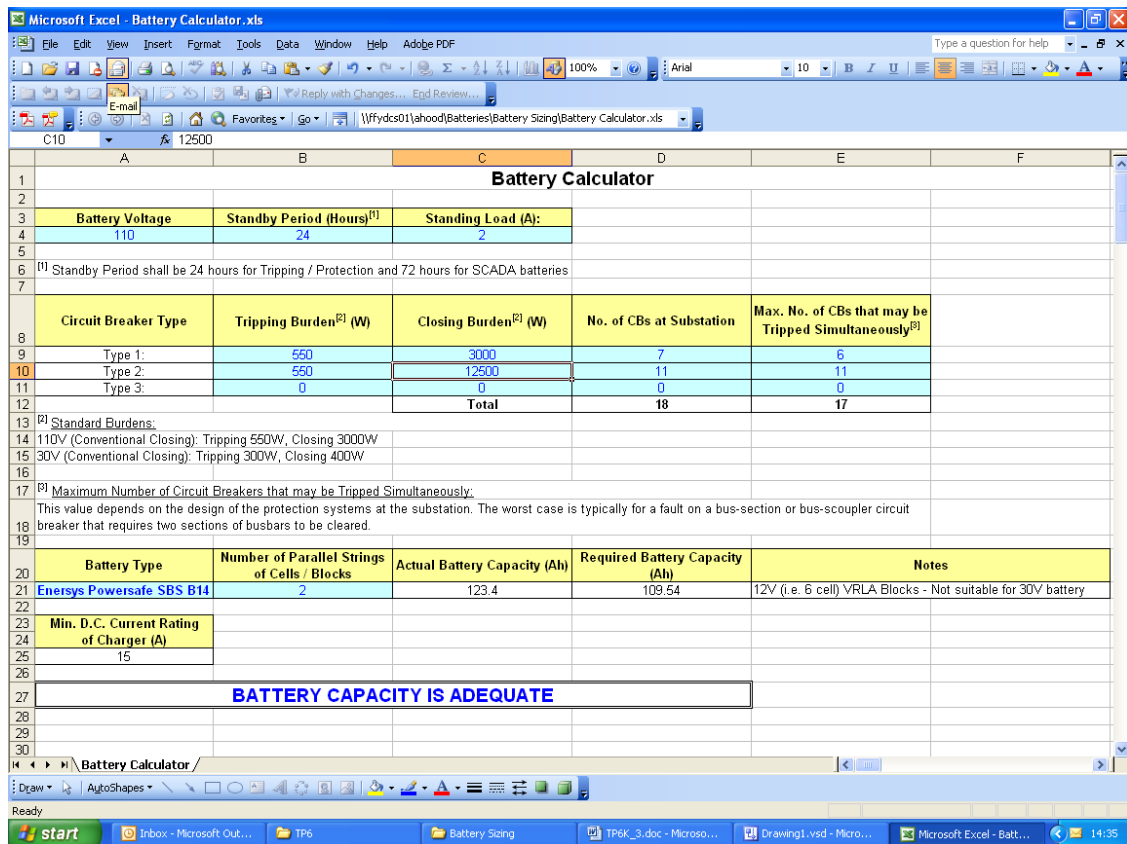 Microsoft Excel - Battery Calculator.xls
File Edit View Insert Format Tools Data Window Help Adobe PDF Type a question for help
100% Arial 10 B I U
Reply with Changes... End Review...
E-mail
Favorites Go \\ffydcs01\ahood\Batteries\Battery Sizing\Battery Calculator.xls
C10 fx 12500
A B C D E F
1 Battery Calculator
2
3 Battery Voltage Standby Period (Hours)[1] Standing Load (A):
4 110 24 2
5
6 [1] Standby Period shall be 24 hours for Tripping / Protection and 72 hours for SCADA batteries
7
8 Circuit Breaker Type Tripping Burden[2] (W) Closing Burden[2] (W) No. of CBs at Substation Max. No. of CBs that may be Tripped Simultaneously[3]
9 Type 1: 550 3000 7 6
10 Type 2: 550 12500 11 11
11 Type 3: 0 0 0 0
12 Total 18 17
13 [2] Standard Burdens:
14 110V (Conventional Closing): Tripping 550W, Closing 3000W
15 30V (Conventional Closing): Tripping 300W, Closing 400W
16
17 [3] Maximum Number of Circuit Breakers that may be Tripped Simultaneously:
This value depends on the design of the protection systems at the substation. The worst case is typically for a fault on a bus-section or bus-scoupler circuit
18 breaker that requires two sections of busbars to be cleared.
19
20 Battery Type Number of Parallel Strings of Cells / Blocks Actual Battery Capacity (Ah) Required Battery Capacity (Ah) Notes
21 Enersys Powersafe SBS B14 2 123.4 109.54 12V (i.e. 6 cell) VRLA Blocks - Not suitable for 30V battery
22
23 Min. D.C. Current Rating
24 of Charger (A)
25 15
26
27 BATTERY CAPACITY IS ADEQUATE
28
29
30
Battery Calculator
Draw AutoShapes
Ready
start Inbox - Microsoft Out... TP6 Battery Sizing TP6K_3.doc - Microso... Drawing1.vsd - Micro... Microsoft Excel - Batt... 14:35